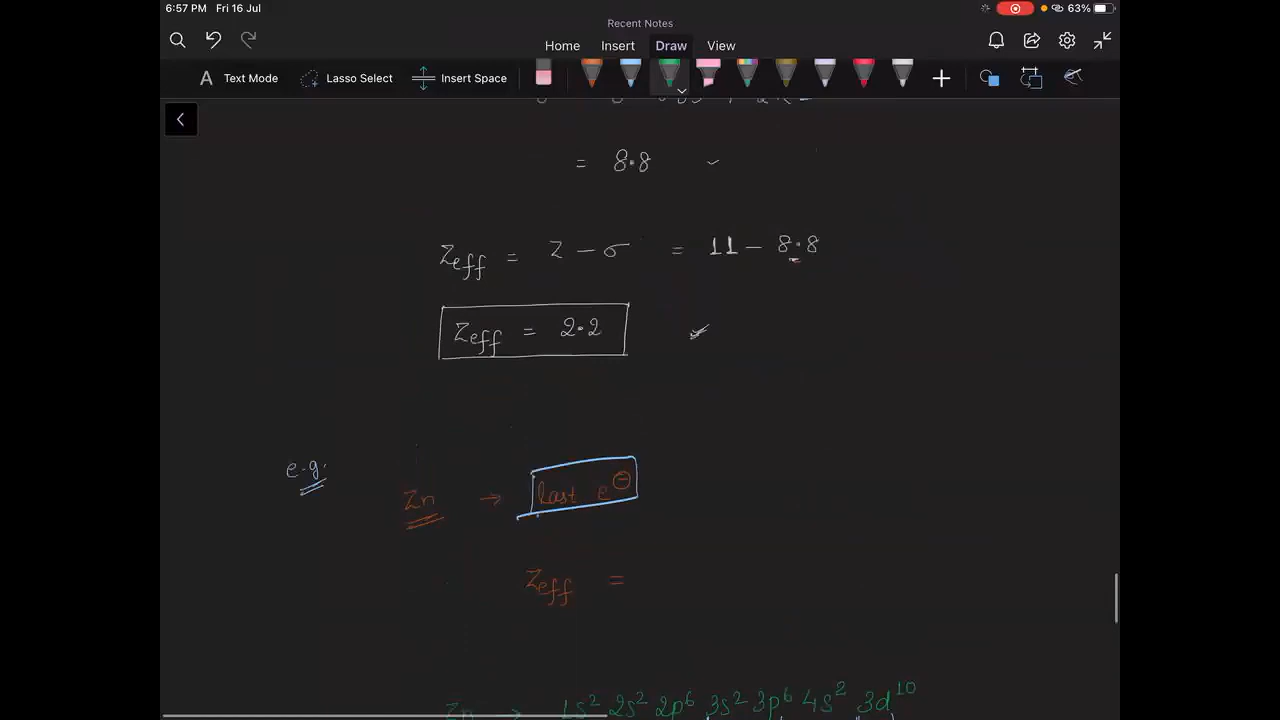 6:57 PM Fri 16 Jul 63%
Recent Notes
Home Insert Draw View
Text Mode Lasso Select Insert Space
= 8.8
Zeff = Z - σ = 11 - 8.8
Zeff = 2.2
e.g.
Zn → last e⊖
Zeff =
Zn → 1s² 2s² 2p⁶ 3s² 3p⁶ 4s² 3d¹⁰